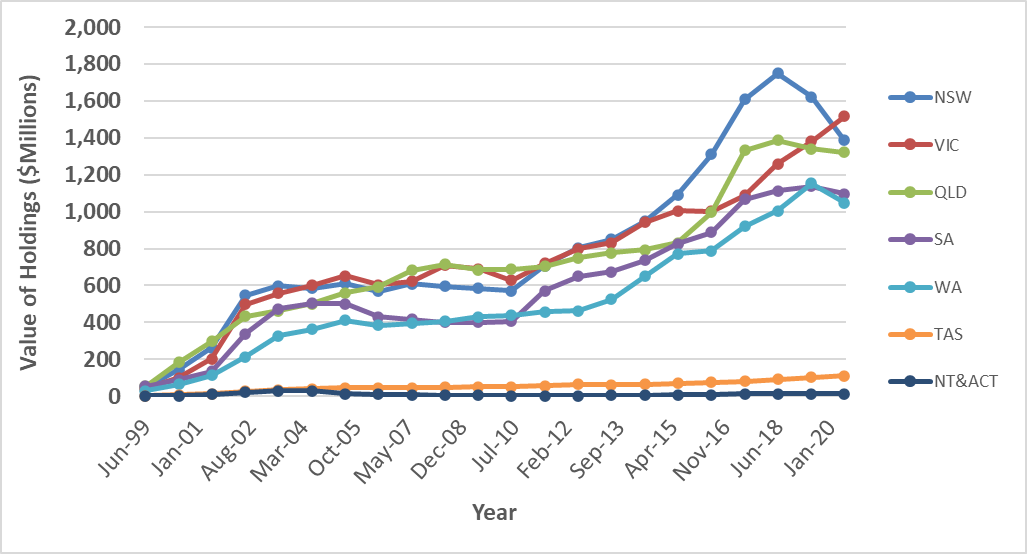 Value of Holdings ($Millions)
2,000
1,800
1,600
1,400
1,200
1,000
800
600
400
200
0
Jun-99
Jan-01
Aug-02
Mar-04
Oct-05
May-07
Dec-08
Jul-10
Feb-12
Sep-13
Apr-15
Nov-16
Jun-18
Jan-20
Year
NSW
VIC
QLD
SA
WA
TAS
NT&ACT